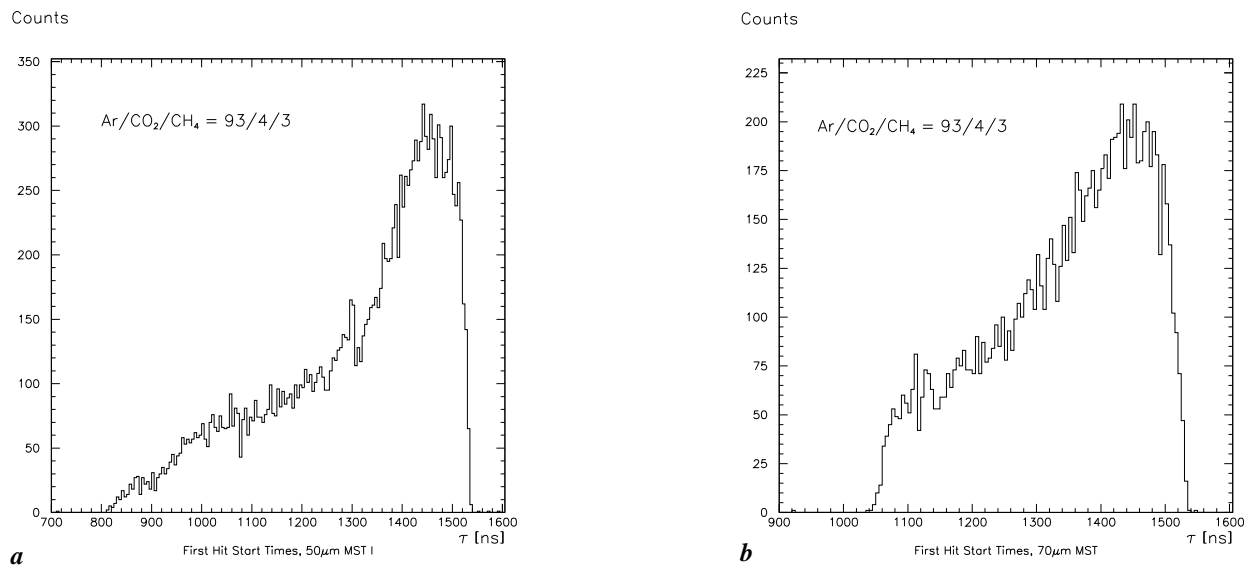 Counts
350
300
250
200
150
100
50
0
Ar/CO₂/CH₄ = 93/4/3
700 800 900 1000 1100 1200 1300 1400 1500 1600
τ [ns]
First Hit Start Times, 50μm MST I
a
Counts
225
200
175
150
125
100
75
50
25
0
Ar/CO₂/CH₄ = 93/4/3
900 1000 1100 1200 1300 1400 1500 1600
τ [ns]
First Hit Start Times, 70μm MST
b